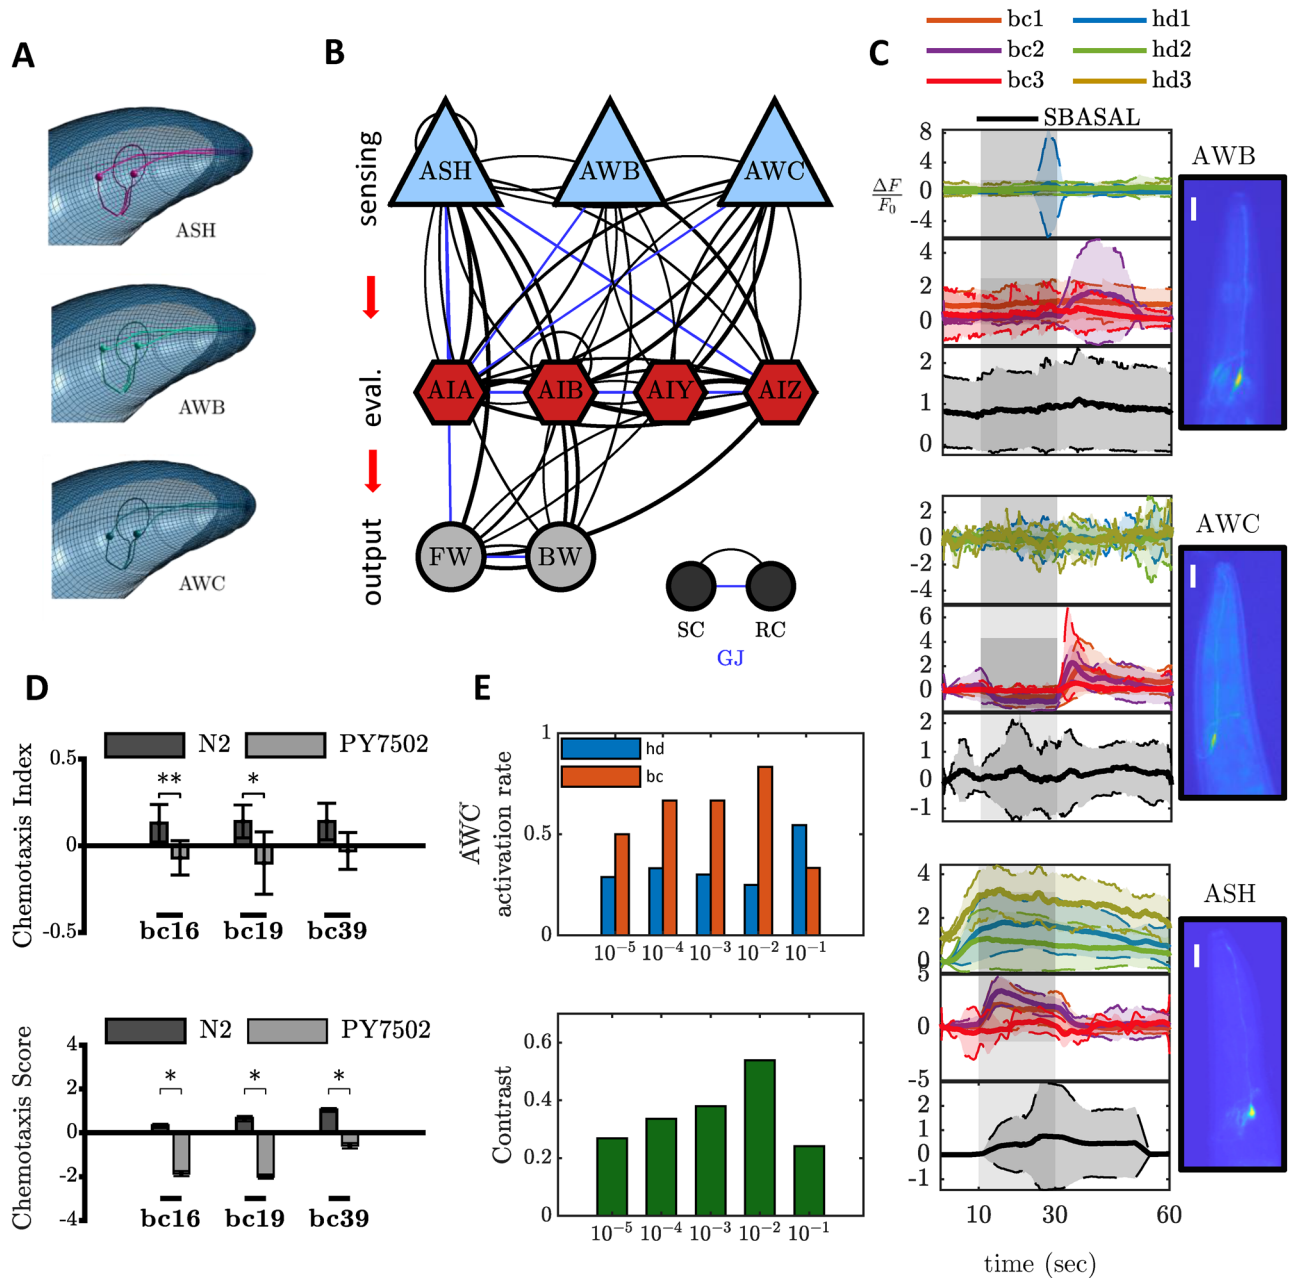 A
ASH
AWB
AWC
B
sensing
eval.
output
ASH AWB AWC
AIA AIB AIY AIZ
FW BW
SC RC
GJ
C
bc1 hd1
bc2 hd2
bc3 hd3
SBASAL
ΔF/F₀
8
4
0
-4
4
2
0
2
1
0
AWB
2
0
-2
-4
6
4
2
0
2
1
0
-1
AWC
4
2
0
5
0
-5
2
1
0
-1
ASH
10 30 60
time (sec)
D
N2 PY7502
Chemotaxis Index
0.5
0
-0.5
** *
bc16 bc19 bc39
N2 PY7502
Chemotaxis Score
4
2
0
-2
-4
* * *
bc16 bc19 bc39
E
AWC
activation rate
1
0.5
0
hd
bc
10⁻⁵ 10⁻⁴ 10⁻³ 10⁻² 10⁻¹
Contrast
0.6
0.4
0.2
0
10⁻⁵ 10⁻⁴ 10⁻³ 10⁻² 10⁻¹